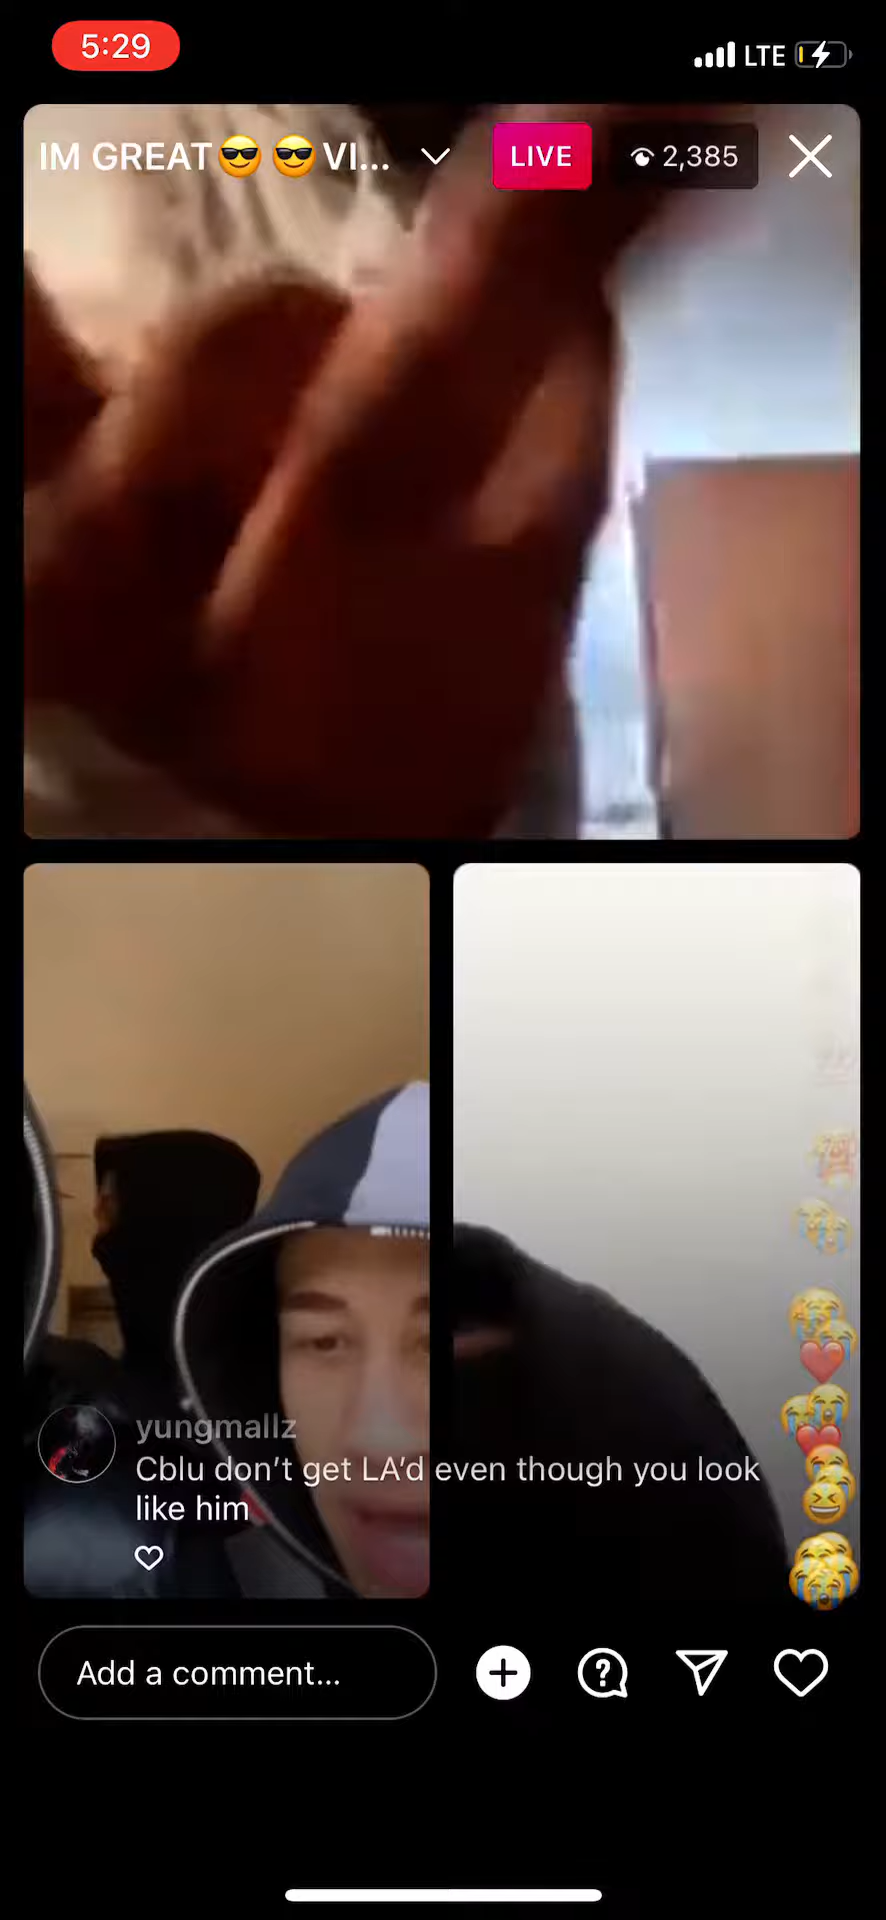 5:29
LTE
IM GREAT😎 😎 VI...
LIVE
2,385
yungmallz
Cblu don't get LA'd even though you look
like him
Add a comment...